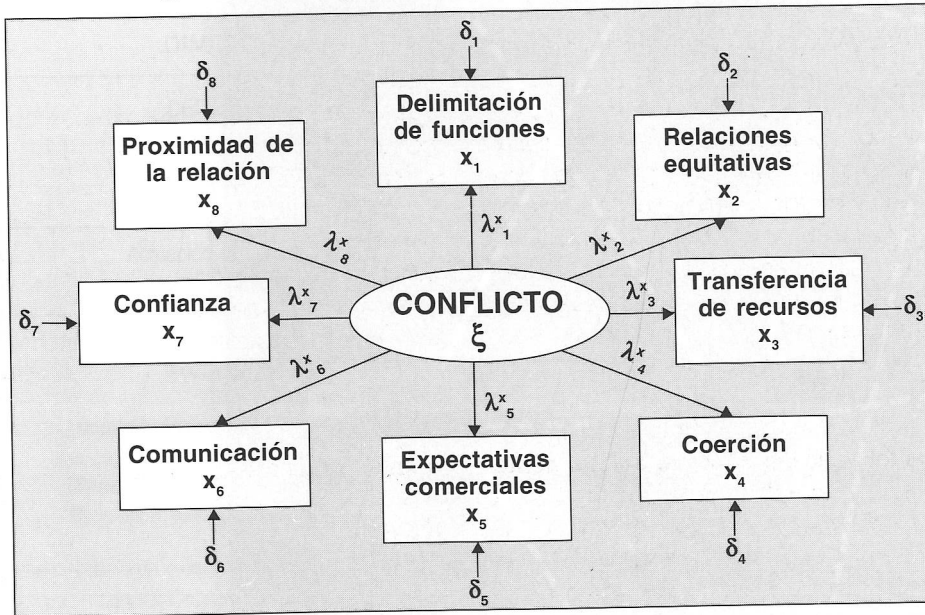 δ1
δ8
δ2
Delimitación
de funciones
x1
Proximidad de
la relación
x8
Relaciones
equitativas
x2
λx1
λx8
λx2
CONFLICTO
ξ
Confianza
x7
δ7
λx7
λx3
Transferencia
de recursos
x3
δ3
λx6
λx4
λx5
Comunicación
x6
Expectativas
comerciales
x5
Coerción
x4
δ6
δ5
δ4